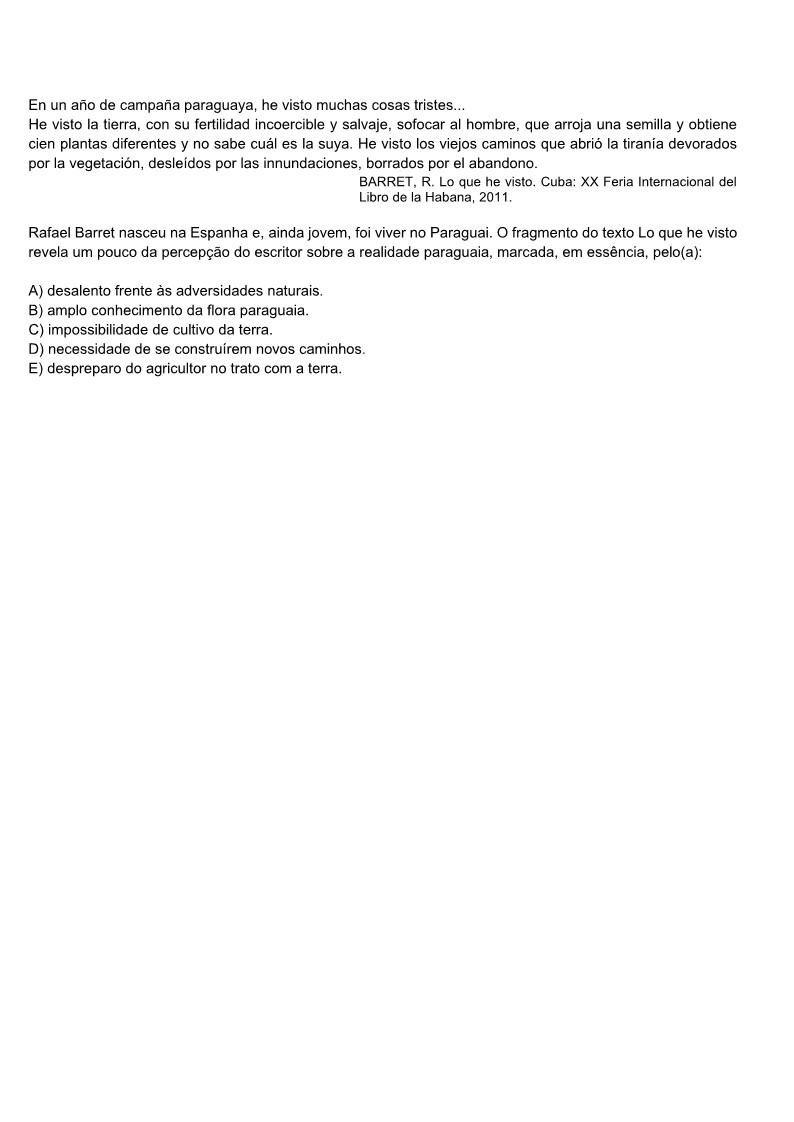 En un año de campaña paraguaya, he visto muchas cosas tristes...
He visto la tierra, con su fertilidad incoercible y salvaje, sofocar al hombre, que arroja una semilla y obtiene
cien plantas diferentes y no sabe cuál es la suya. He visto los viejos caminos que abrió la tiranía devorados
por la vegetación, desleídos por las innundaciones, borrados por el abandono.
BARRET, R. Lo que he visto. Cuba: XX Feria Internacional del
Libro de la Habana, 2011.
Rafael Barret nasceu na Espanha e, ainda jovem, foi viver no Paraguai. O fragmento do texto Lo que he visto
revela um pouco da percepção do escritor sobre a realidade paraguaia, marcada, em essência, pelo(a):
A) desalento frente às adversidades naturais.
B) amplo conhecimento da flora paraguaia.
C) impossibilidade de cultivo da terra.
D) necessidade de se construírem novos caminhos.
E) despreparo do agricultor no trato com a terra.